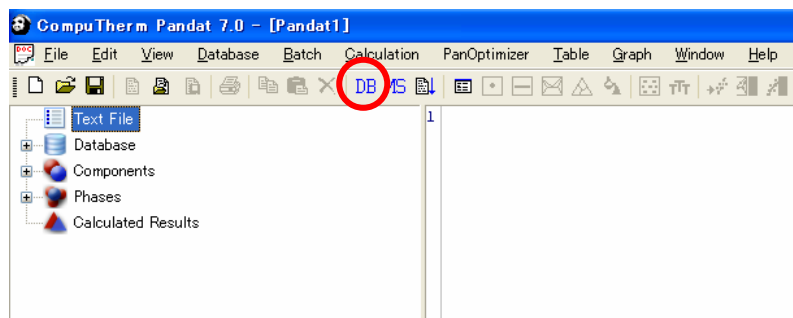 CompuTherm Pandat 7.0 - [Pandat1]
File Edit View Database Batch Calculation PanOptimizer Table Graph Window Help
DB MS
Text File
1
Database
Components
Phases
Calculated Results